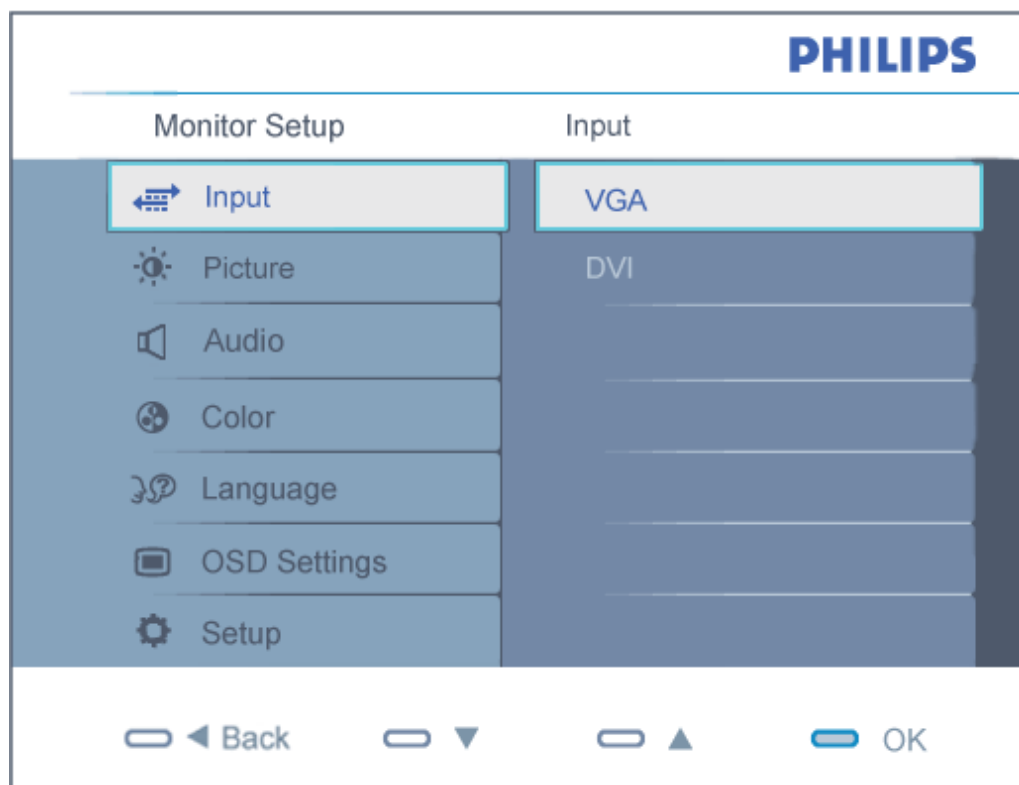 PHILIPS
Monitor Setup
Input
Input
VGA
Picture
DVI
Audio
Color
Language
OSD Settings
Setup
Back
OK